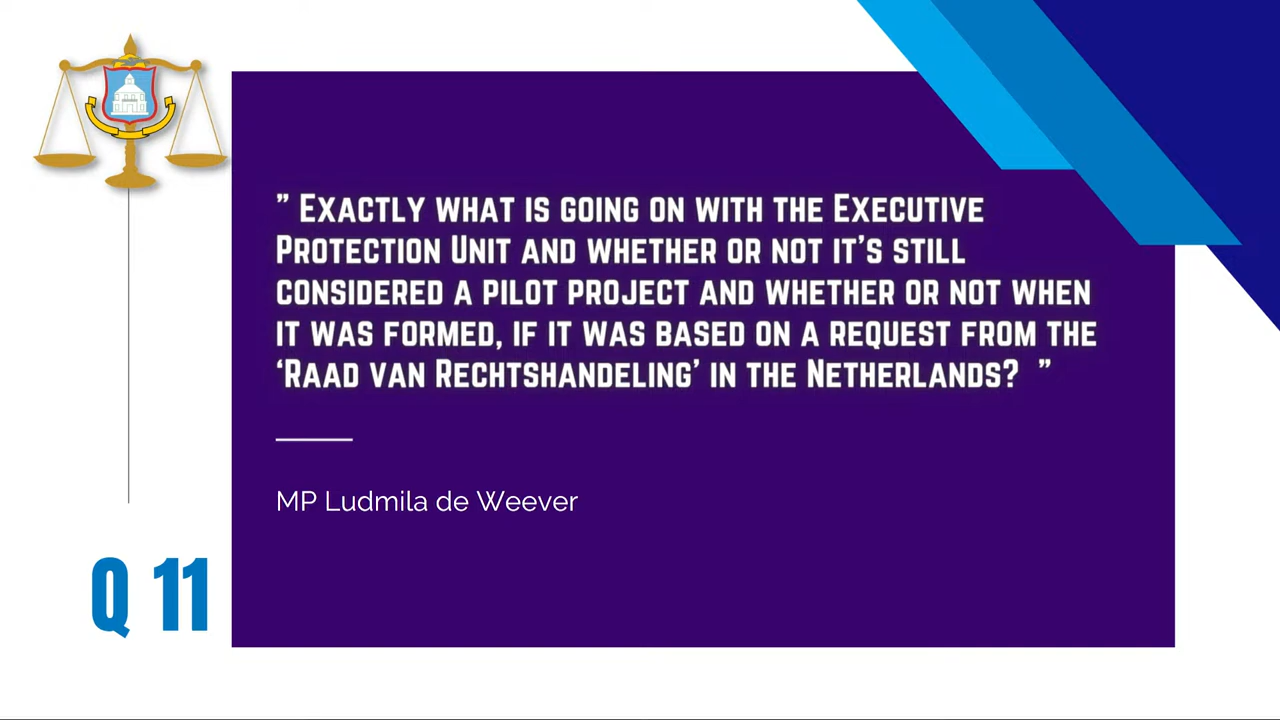 ” Exactly what is going on with the Executive
Protection Unit and whether or not it’s still
considered a pilot project and whether or not when
it was formed, if it was based on a request from the
‘Raad van Rechtshandeling’ in the Netherlands? ”
MP Ludmila de Weever
Q 11